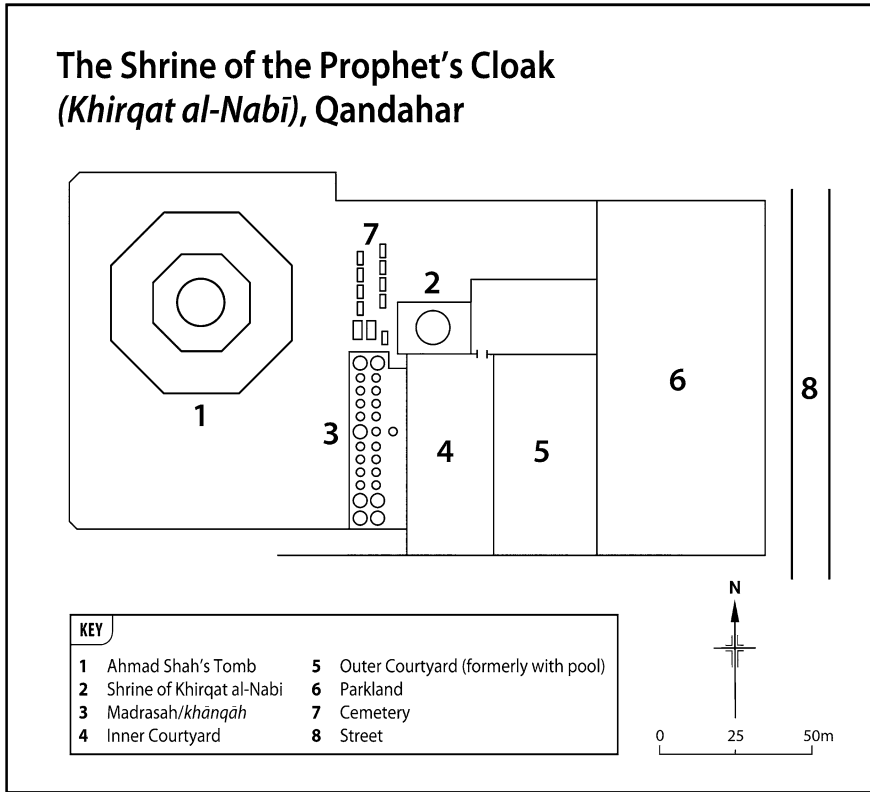 The Shrine of the Prophet’s Cloak
(Khirqat al-Nabī), Qandahar
7
2
1
6
8
3
4
5
N
KEY
1 Ahmad Shah’s Tomb
2 Shrine of Khirqat al-Nabi
3 Madrasah/khānqāh
4 Inner Courtyard
5 Outer Courtyard (formerly with pool)
6 Parkland
7 Cemetery
8 Street
0 25 50m